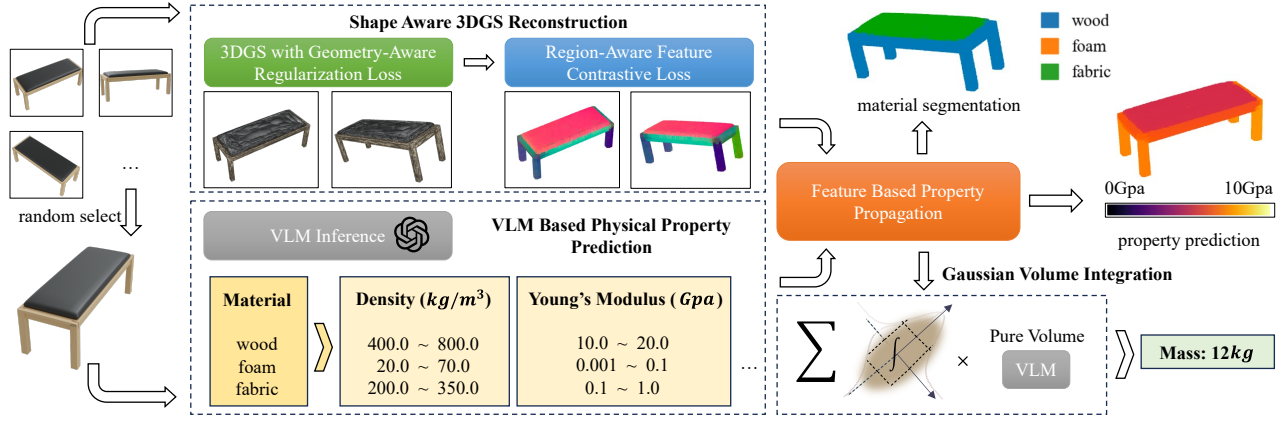 Shape Aware 3DGS Reconstruction
3DGS with Geometry-Aware
Regularization Loss
Region-Aware Feature
Contrastive Loss
...
random select
VLM Inference
VLM Based Physical Property
Prediction
Material
wood
foam
fabric
Density (kg/m³)
400.0 ~ 800.0
20.0 ~ 70.0
200.0 ~ 350.0
Young's Modulus (Gpa)
10.0 ~ 20.0
0.001 ~ 0.1
0.1 ~ 1.0
...
wood
foam
fabric
material segmentation
Feature Based Property
Propagation
0Gpa 10Gpa
property prediction
Gaussian Volume Integration
∑ ∫ ×
Pure Volume
VLM
Mass: 12kg